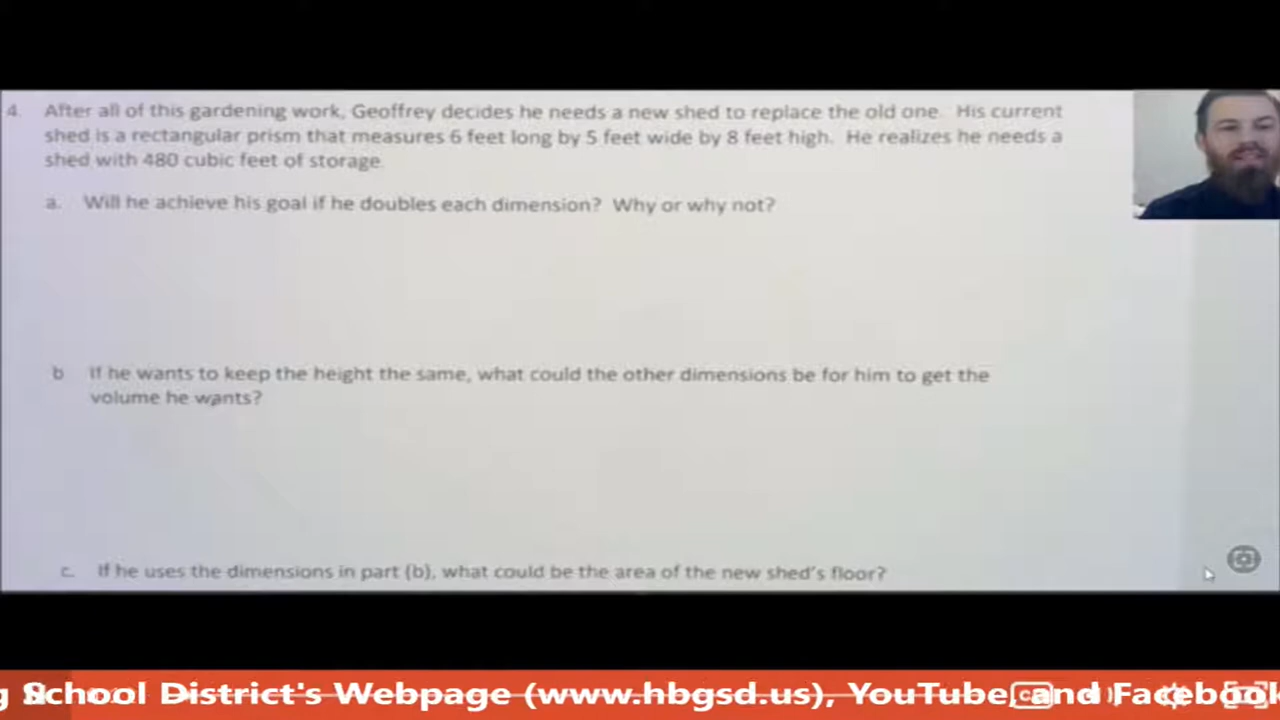 4. After all of this gardening work, Geoffrey decides he needs a new shed to replace the old one. His current
shed is a rectangular prism that measures 6 feet long by 5 feet wide by 8 feet high. He realizes he needs a
shed with 480 cubic feet of storage.
a. Will he achieve his goal if he doubles each dimension? Why or why not?
b If he wants to keep the height the same, what could the other dimensions be for him to get the
volume he wants?
c. If he uses the dimensions in part (b), what could be the area of the new shed's floor?
g School District's Webpage (www.hbgsd.us), YouTube, and Facebook